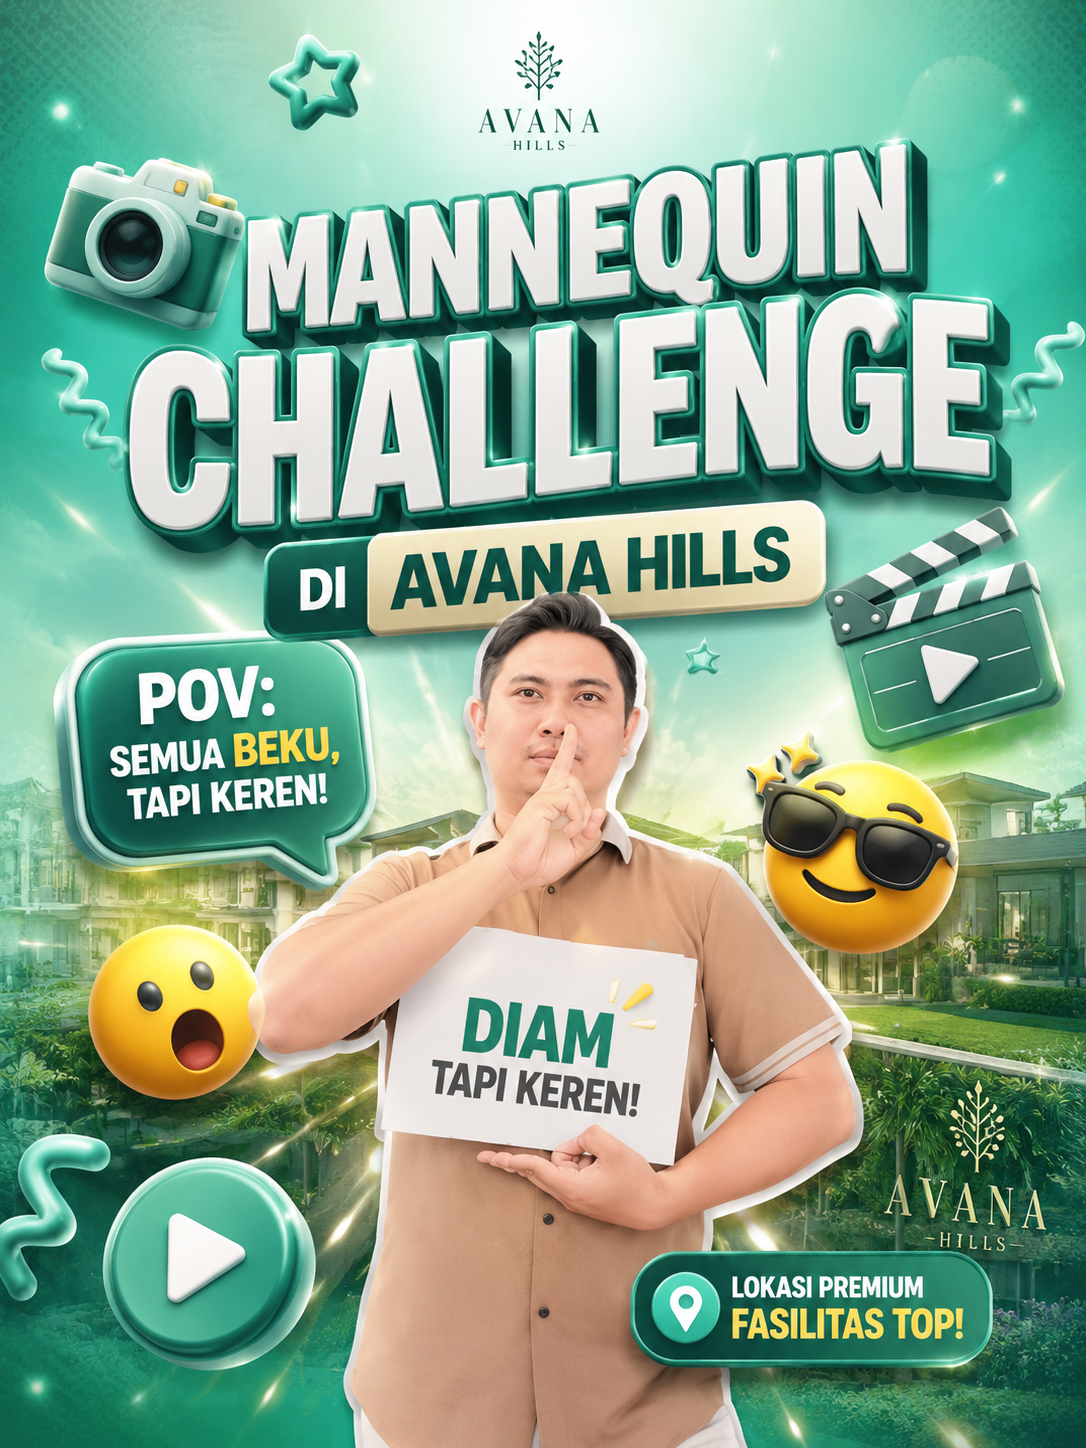 AVANA
HILLS
MANNEQUIN
CHALLENGE
DI AVANA HILLS
POV:
SEMUA BEKU,
TAPI KEREN!
DIAM
TAPI KEREN!
AVANA
HILLS
LOKASI PREMIUM
FASILITAS TOP!